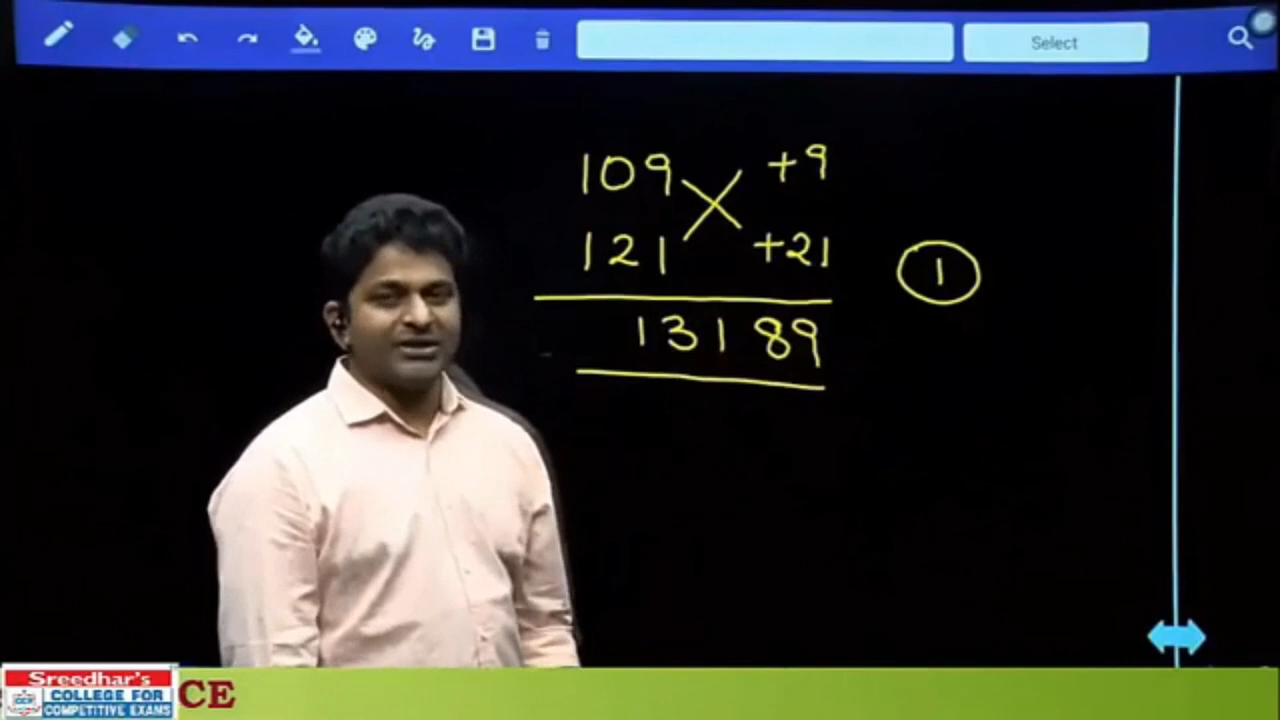 Select
109 +9
121 +21
1
13189
Sreedhar's
COLLEGE FOR
COMPETITIVE EXAMS
CE